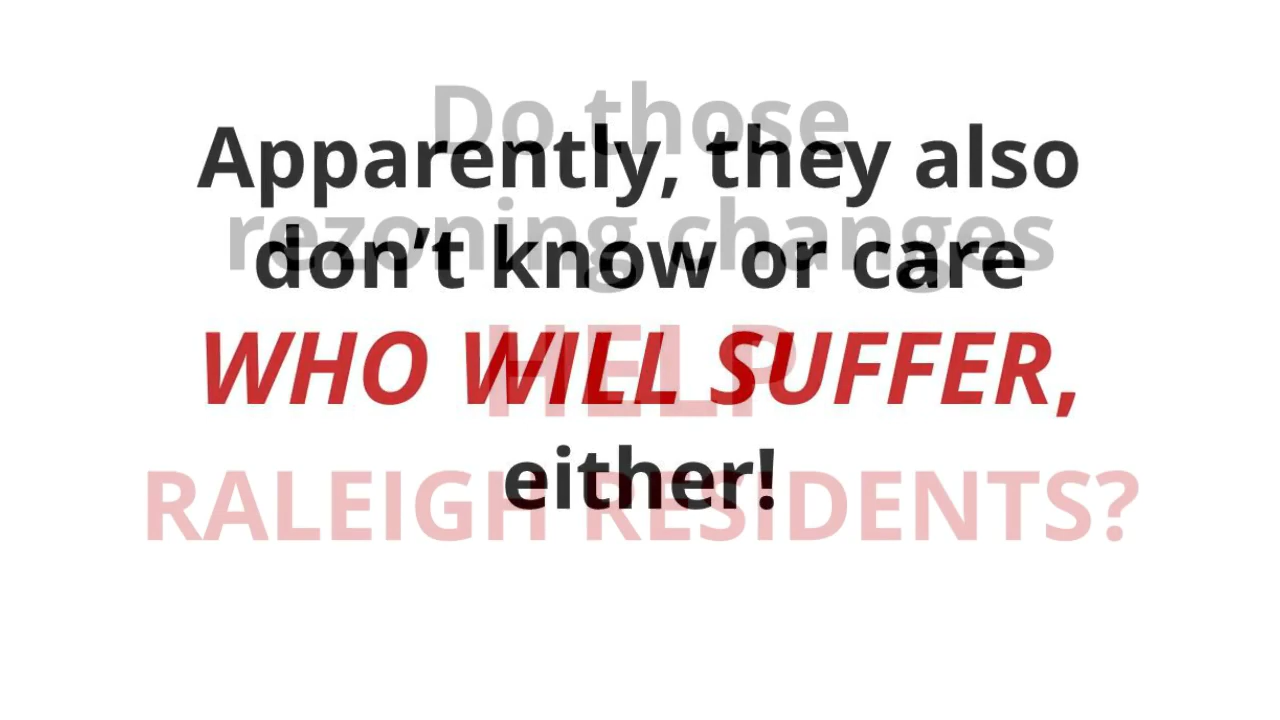 Apparently, they also
don’t know or care
WHO WILL SUFFER,
either!
Do those
rezoning changes
HELP
RALEIGH RESIDENTS?